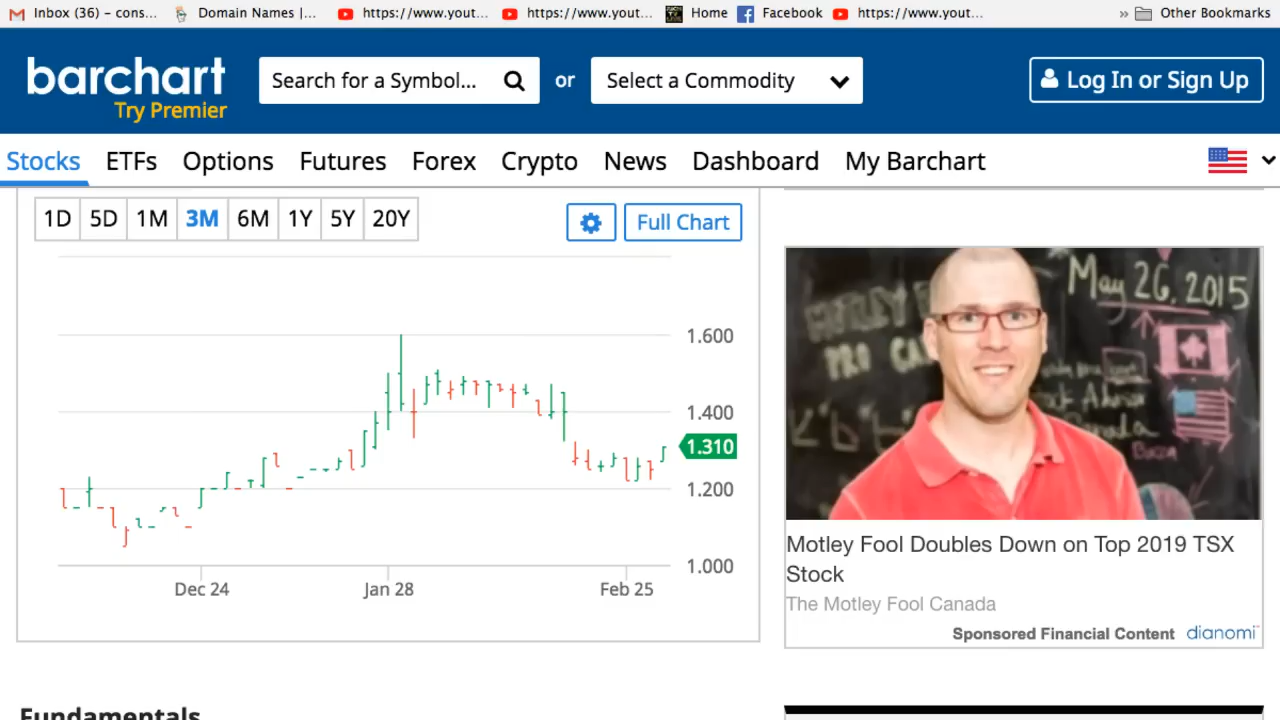 Inbox (36) – cons... Domain Names |... https://www.yout... https://www.yout... Home Facebook https://www.yout... » Other Bookmarks
barchart Search for a Symbol... or Select a Commodity Log In or Sign Up
Try Premier
Stocks ETFs Options Futures Forex Crypto News Dashboard My Barchart
1D 5D 1M 3M 6M 1Y 5Y 20Y Full Chart
1.600
1.400
1.310
1.200
1.000
Dec 24 Jan 28 Feb 25
May 26, 2015
MOTLEY
PRO CA
Motley Fool Doubles Down on Top 2019 TSX
Stock
The Motley Fool Canada
Sponsored Financial Content dianomi
Fundamentals